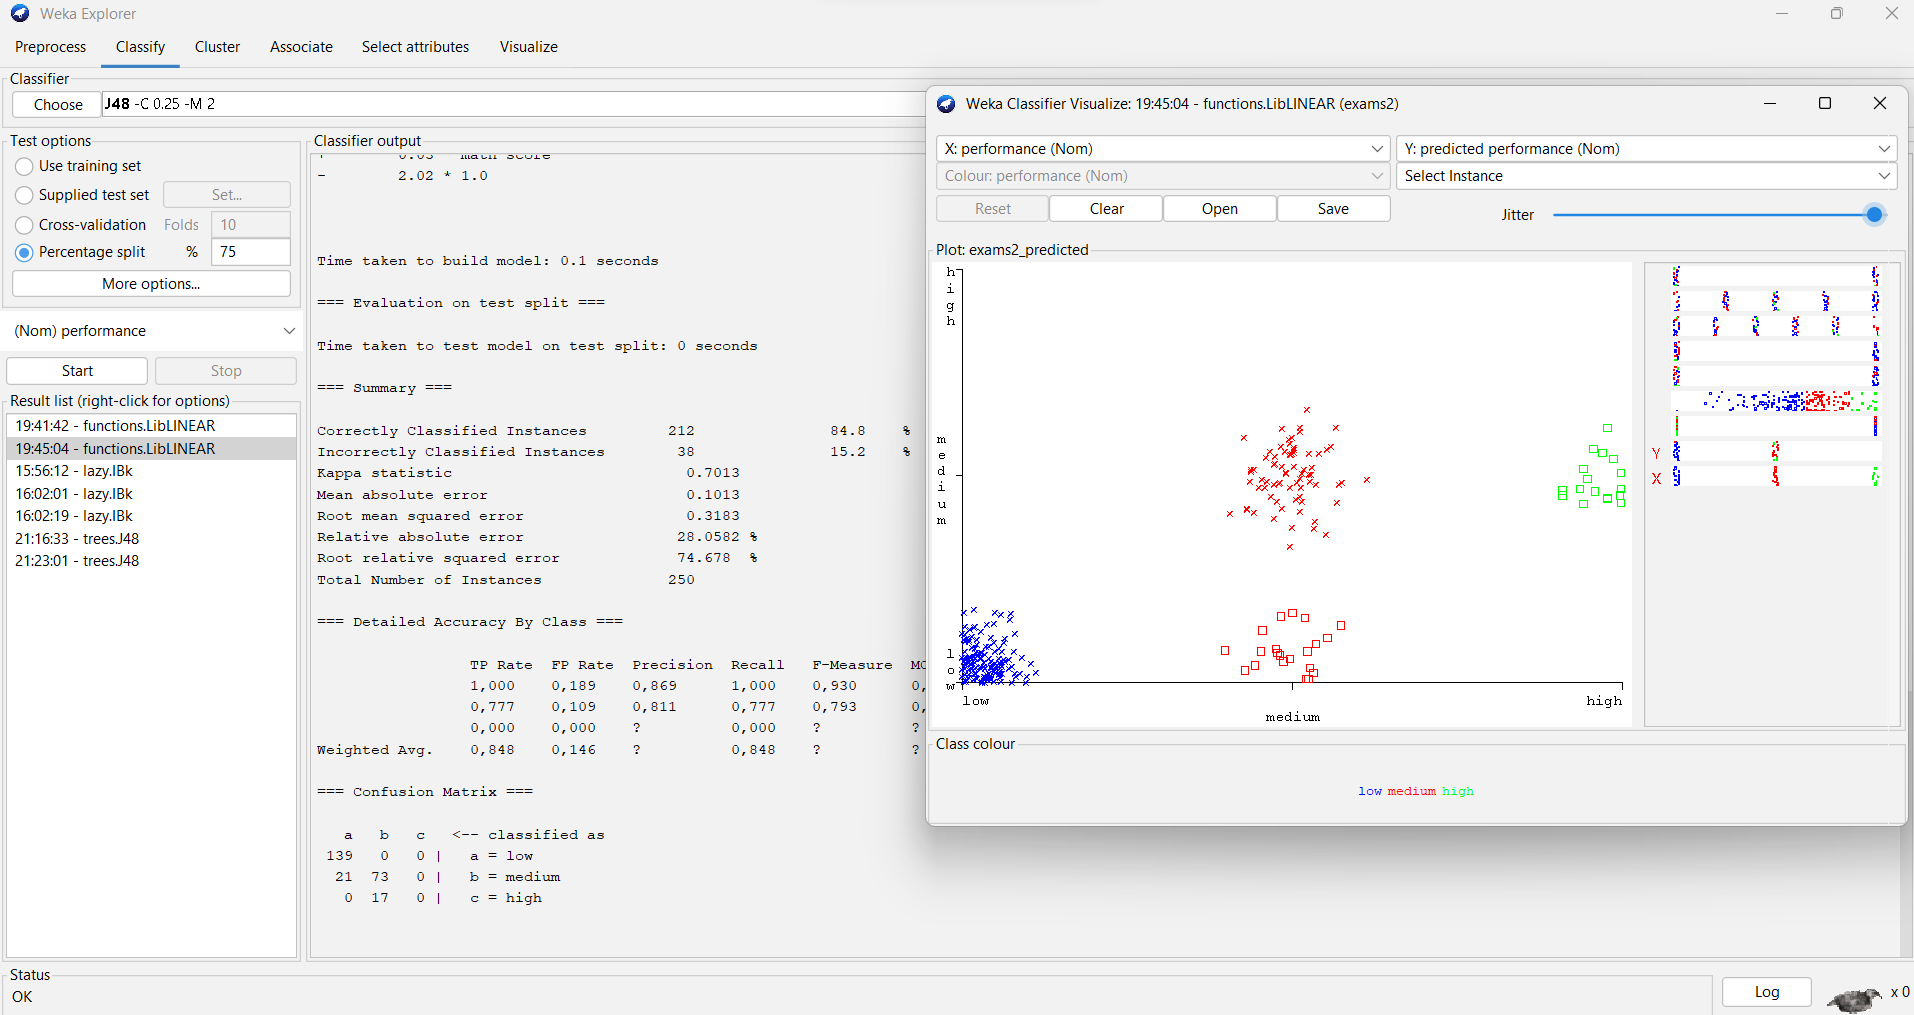 Weka Explorer
Preprocess Classify Cluster Associate Select attributes Visualize
Classifier
Choose J48 -C 0.25 -M 2
Test options
Use training set
Supplied test set Set...
Cross-validation Folds 10
Percentage split % 75
More options...
(Nom) performance
Start Stop
Result list (right-click for options)
19:41:42 - functions.LibLINEAR
19:45:04 - functions.LibLINEAR
15:56:12 - lazy.IBk
16:02:01 - lazy.IBk
16:02:19 - lazy.IBk
21:16:33 - trees.J48
21:23:01 - trees.J48
Classifier output
+ 0.03 * math score
- 2.02 * 1.0
Time taken to build model: 0.1 seconds
=== Evaluation on test split ===
Time taken to test model on test split: 0 seconds
=== Summary ===
Correctly Classified Instances 212 84.8 %
Incorrectly Classified Instances 38 15.2 %
Kappa statistic 0.7013
Mean absolute error 0.1013
Root mean squared error 0.3183
Relative absolute error 28.0582 %
Root relative squared error 74.678 %
Total Number of Instances 250
=== Detailed Accuracy By Class ===
TP Rate FP Rate Precision Recall F-Measure MC
1,000 0,189 0,869 1,000 0,930 0,
0,777 0,109 0,811 0,777 0,793 0,
0,000 0,000 ? 0,000 ? ?
Weighted Avg. 0,848 0,146 ? 0,848 ? ?
=== Confusion Matrix ===
a b c <-- classified as
139 0 0 | a = low
21 73 0 | b = medium
0 17 0 | c = high
Weka Classifier Visualize: 19:45:04 - functions.LibLINEAR (exams2)
X: performance (Nom) Y: predicted performance (Nom)
Colour: performance (Nom) Select Instance
Reset Clear Open Save Jitter
Plot: exams2_predicted
high
medium
low
low medium high
Y
X
Class colour
low medium high
Status
OK
Log x 0